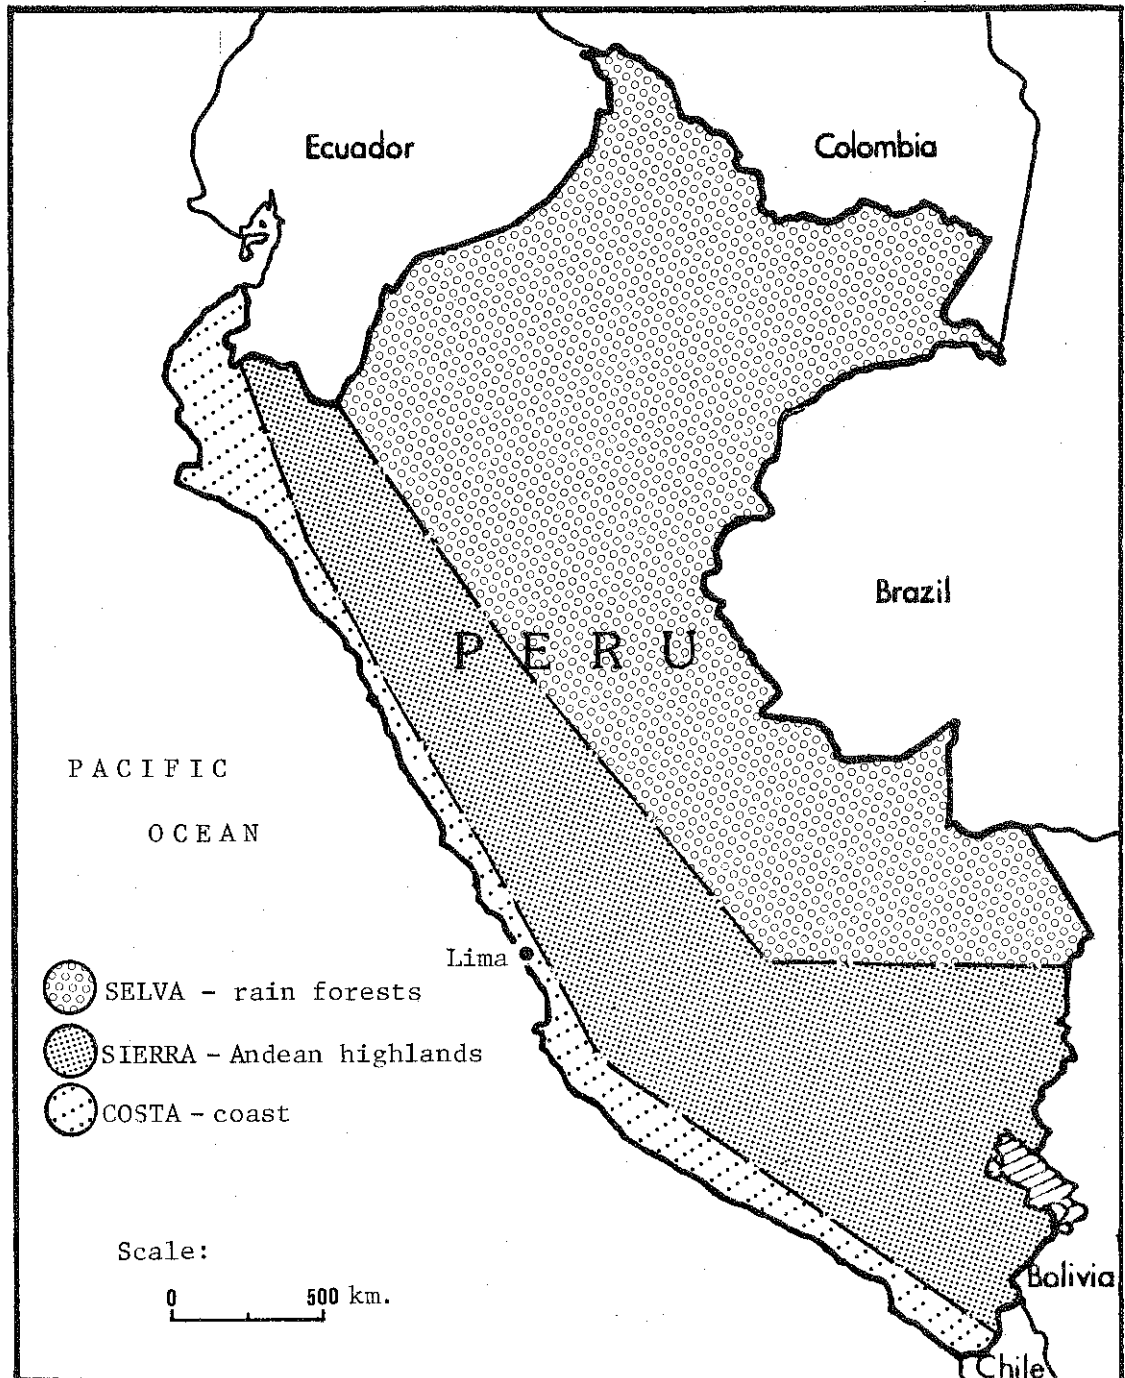 Ecuador
Colombia
Brazil
PERU
PACIFIC
OCEAN
Lima
SELVA - rain forests
SIERRA - Andean highlands
COSTA - coast
Scale:
0 500 km.
Bolivia
Chile